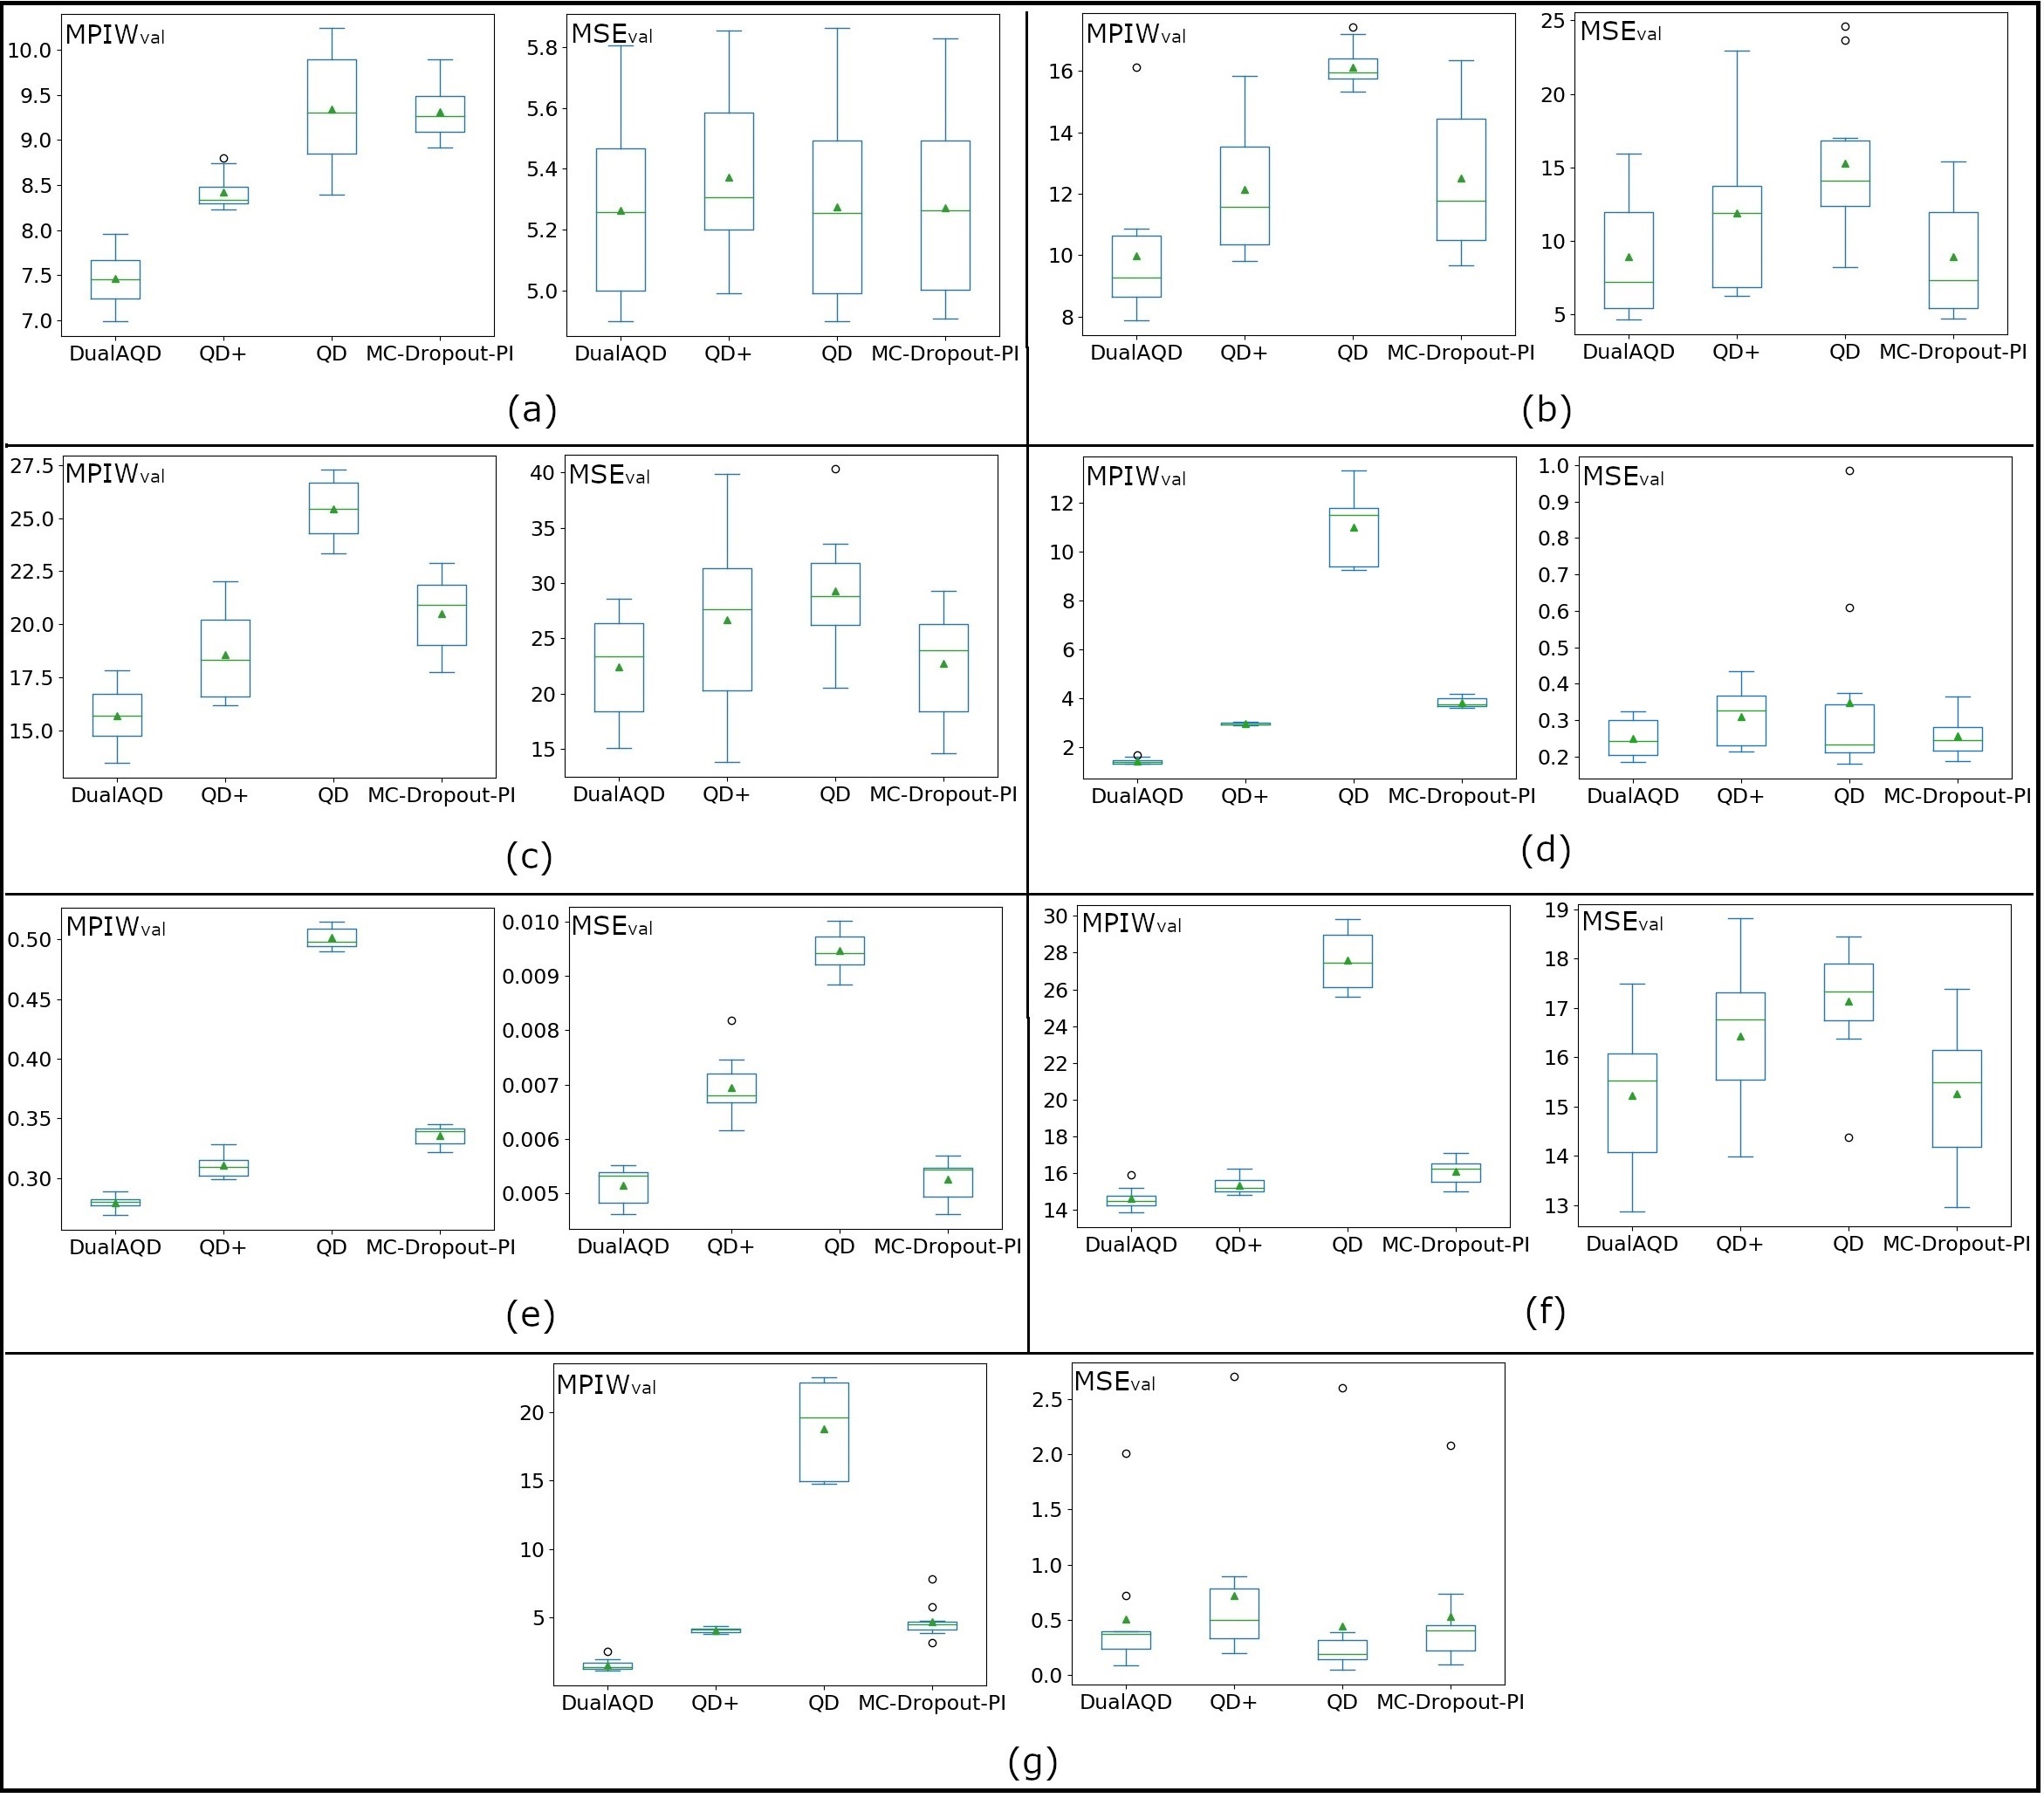 MPIWval
10.0
9.5
9.0
8.5
8.0
7.5
7.0
DualAQD QD+ QD MC-Dropout-PI
MSEval
5.8
5.6
5.4
5.2
5.0
DualAQD QD+ QD MC-Dropout-PI
(a)
MPIWval
16
14
12
10
8
DualAQD QD+ QD MC-Dropout-PI
MSEval
25
20
15
10
5
DualAQD QD+ QD MC-Dropout-PI
(b)
MPIWval
27.5
25.0
22.5
20.0
17.5
15.0
DualAQD QD+ QD MC-Dropout-PI
MSEval
40
35
30
25
20
15
DualAQD QD+ QD MC-Dropout-PI
(c)
MPIWval
12
10
8
6
4
2
DualAQD QD+ QD MC-Dropout-PI
MSEval
1.0
0.9
0.8
0.7
0.6
0.5
0.4
0.3
0.2
DualAQD QD+ QD MC-Dropout-PI
(d)
MPIWval
0.50
0.45
0.40
0.35
0.30
DualAQD QD+ QD MC-Dropout-PI
MSEval
0.010
0.009
0.008
0.007
0.006
0.005
DualAQD QD+ QD MC-Dropout-PI
(e)
MPIWval
30
28
26
24
22
20
18
16
14
DualAQD QD+ QD MC-Dropout-PI
MSEval
19
18
17
16
15
14
13
DualAQD QD+ QD MC-Dropout-PI
(f)
MPIWval
20
15
10
5
DualAQD QD+ QD MC-Dropout-PI
MSEval
2.5
2.0
1.5
1.0
0.5
0.0
DualAQD QD+ QD MC-Dropout-PI
(g)